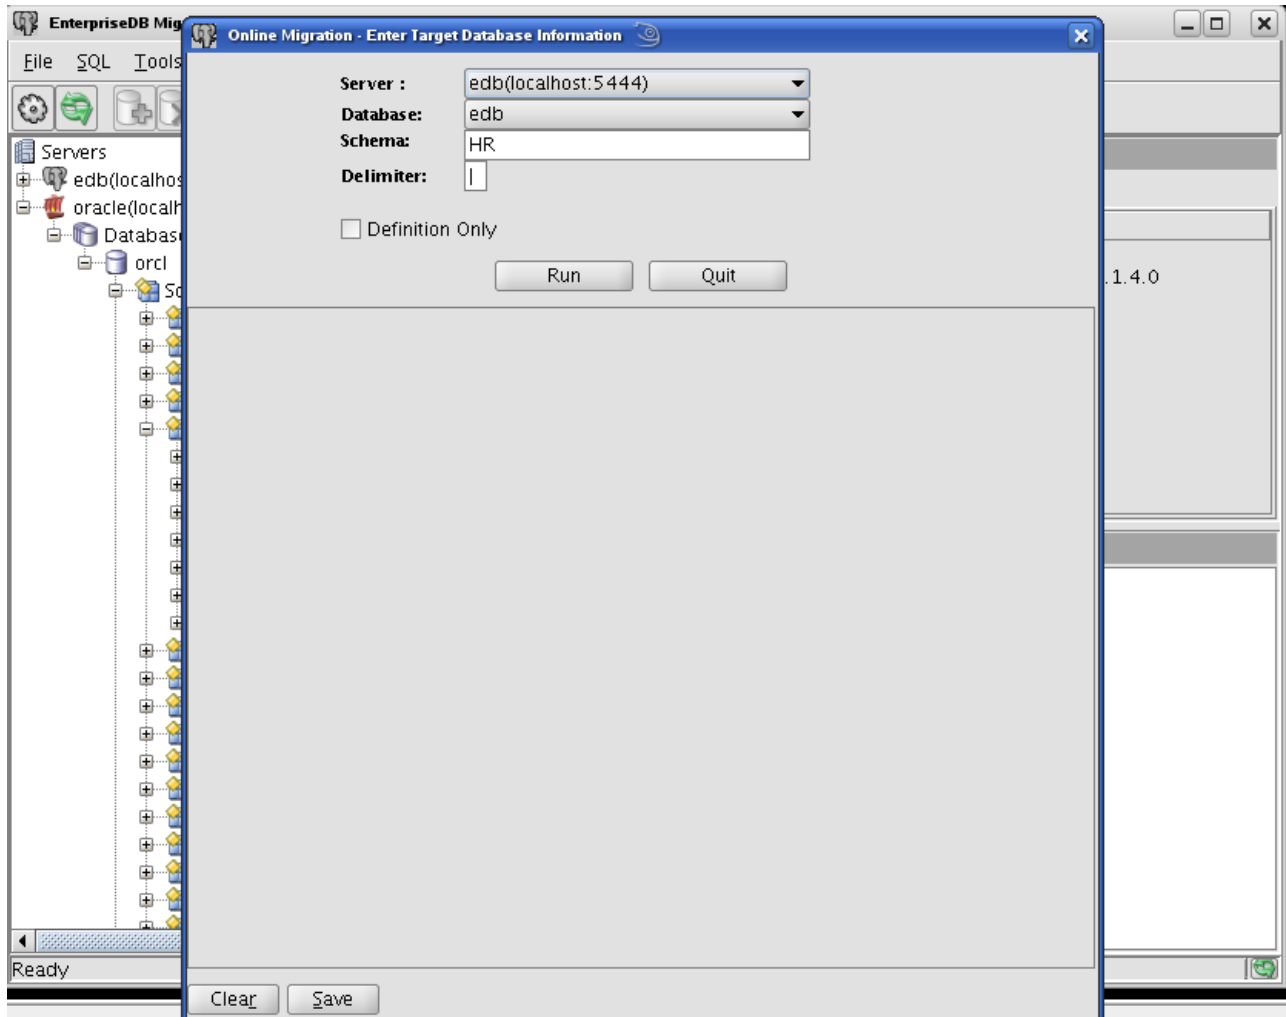 EnterpriseDB Mig
Online Migration - Enter Target Database Information
File SQL Tools
Server :
edb(localhost:5444)
Database:
edb
Schema:
HR
Delimiter:
|
Definition Only
Run
Quit
Servers
edb(localhos
oracle(localh
Databas
orcl
Sc
.1.4.0
Ready
Clear
Save